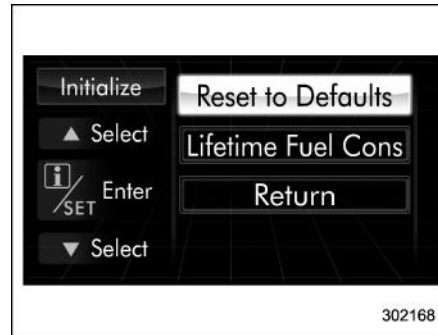 Initialize
Reset to Defaults
▲ Select
Lifetime Fuel Cons
i/SET Enter
Return
▼ Select
302168